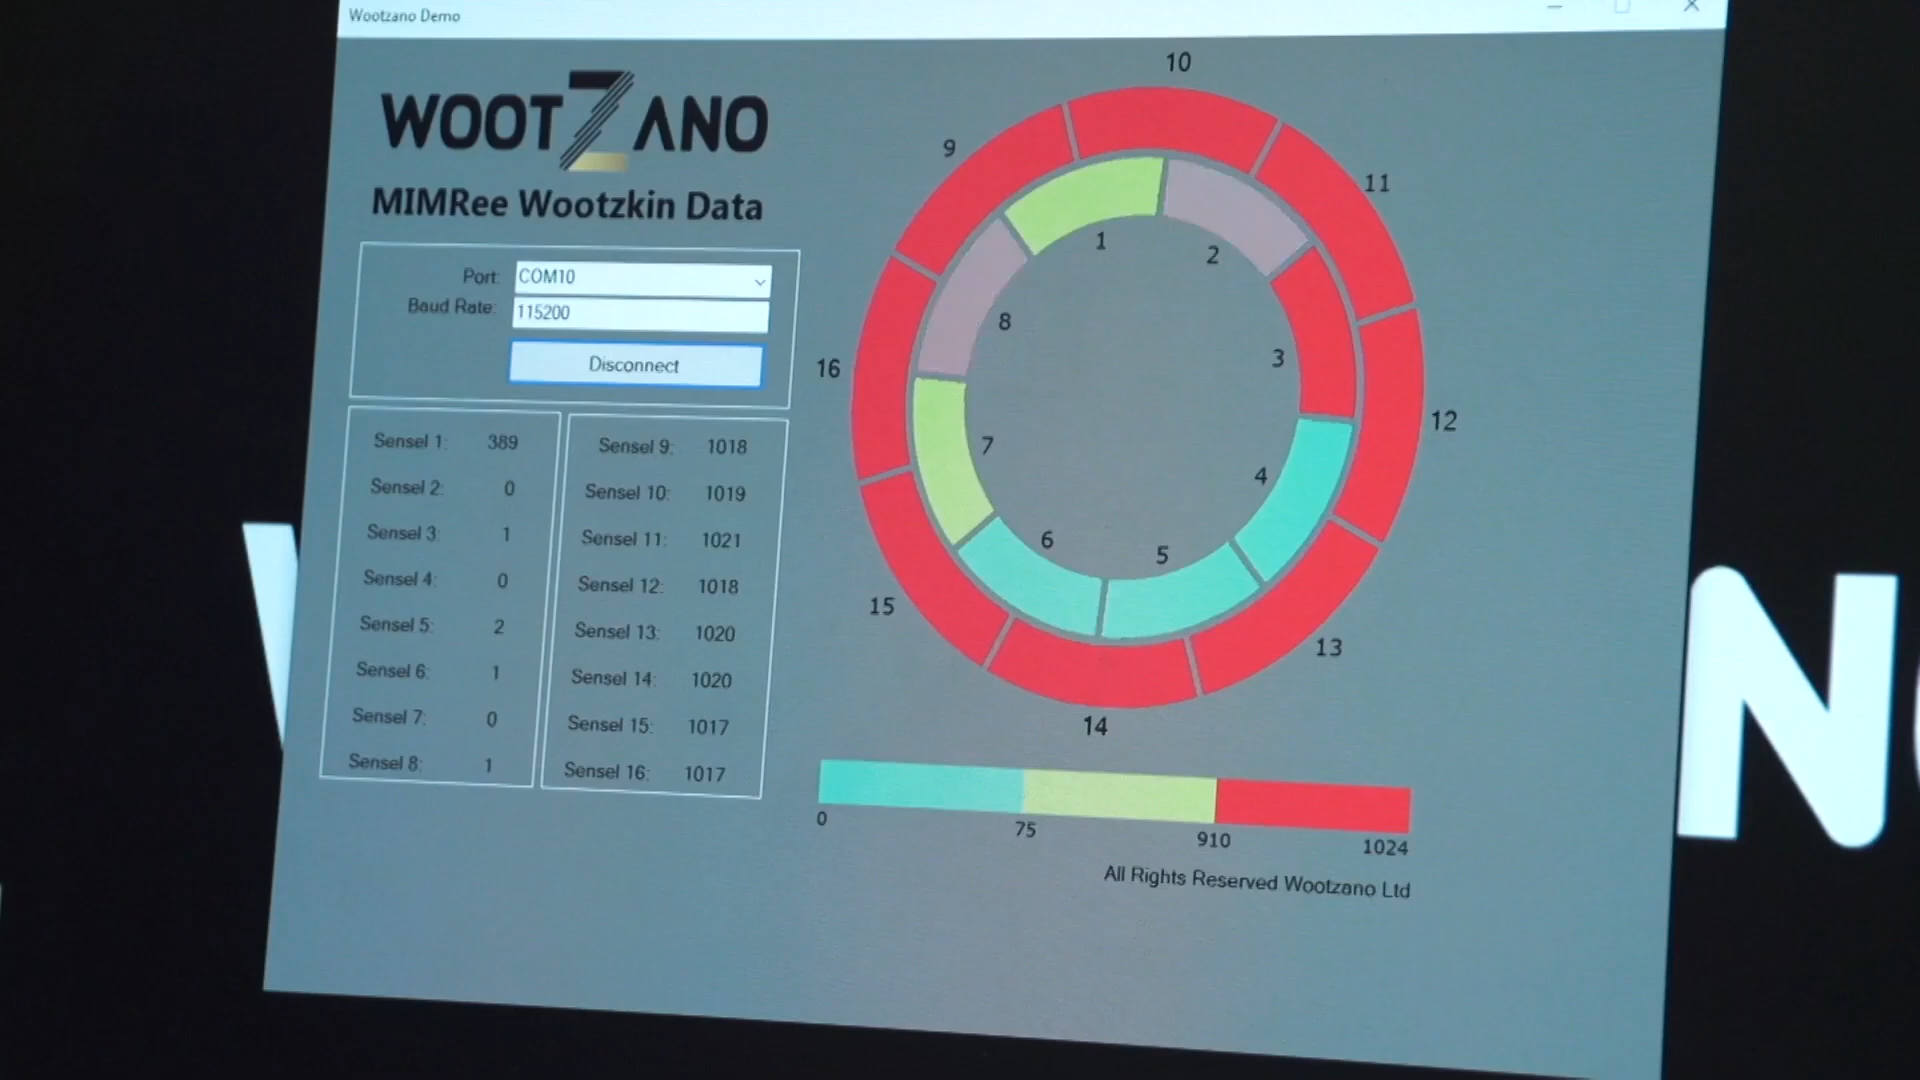 Wootzano Demo
WOOTZANO
MIMRee Wootzkin Data
Port: COM10
Baud Rate: 115200
Disconnect
Sensel 1: 389
Sensel 2: 0
Sensel 3: 1
Sensel 4: 0
Sensel 5: 2
Sensel 6: 1
Sensel 7: 0
Sensel 8: 1
Sensel 9: 1018
Sensel 10: 1019
Sensel 11: 1021
Sensel 12: 1018
Sensel 13: 1020
Sensel 14: 1020
Sensel 15: 1017
Sensel 16: 1017
10
9
11
1
2
8
3
16
12
7
4
6
5
15
13
14
0
75
910
1024
All Rights Reserved Wootzano Ltd
N